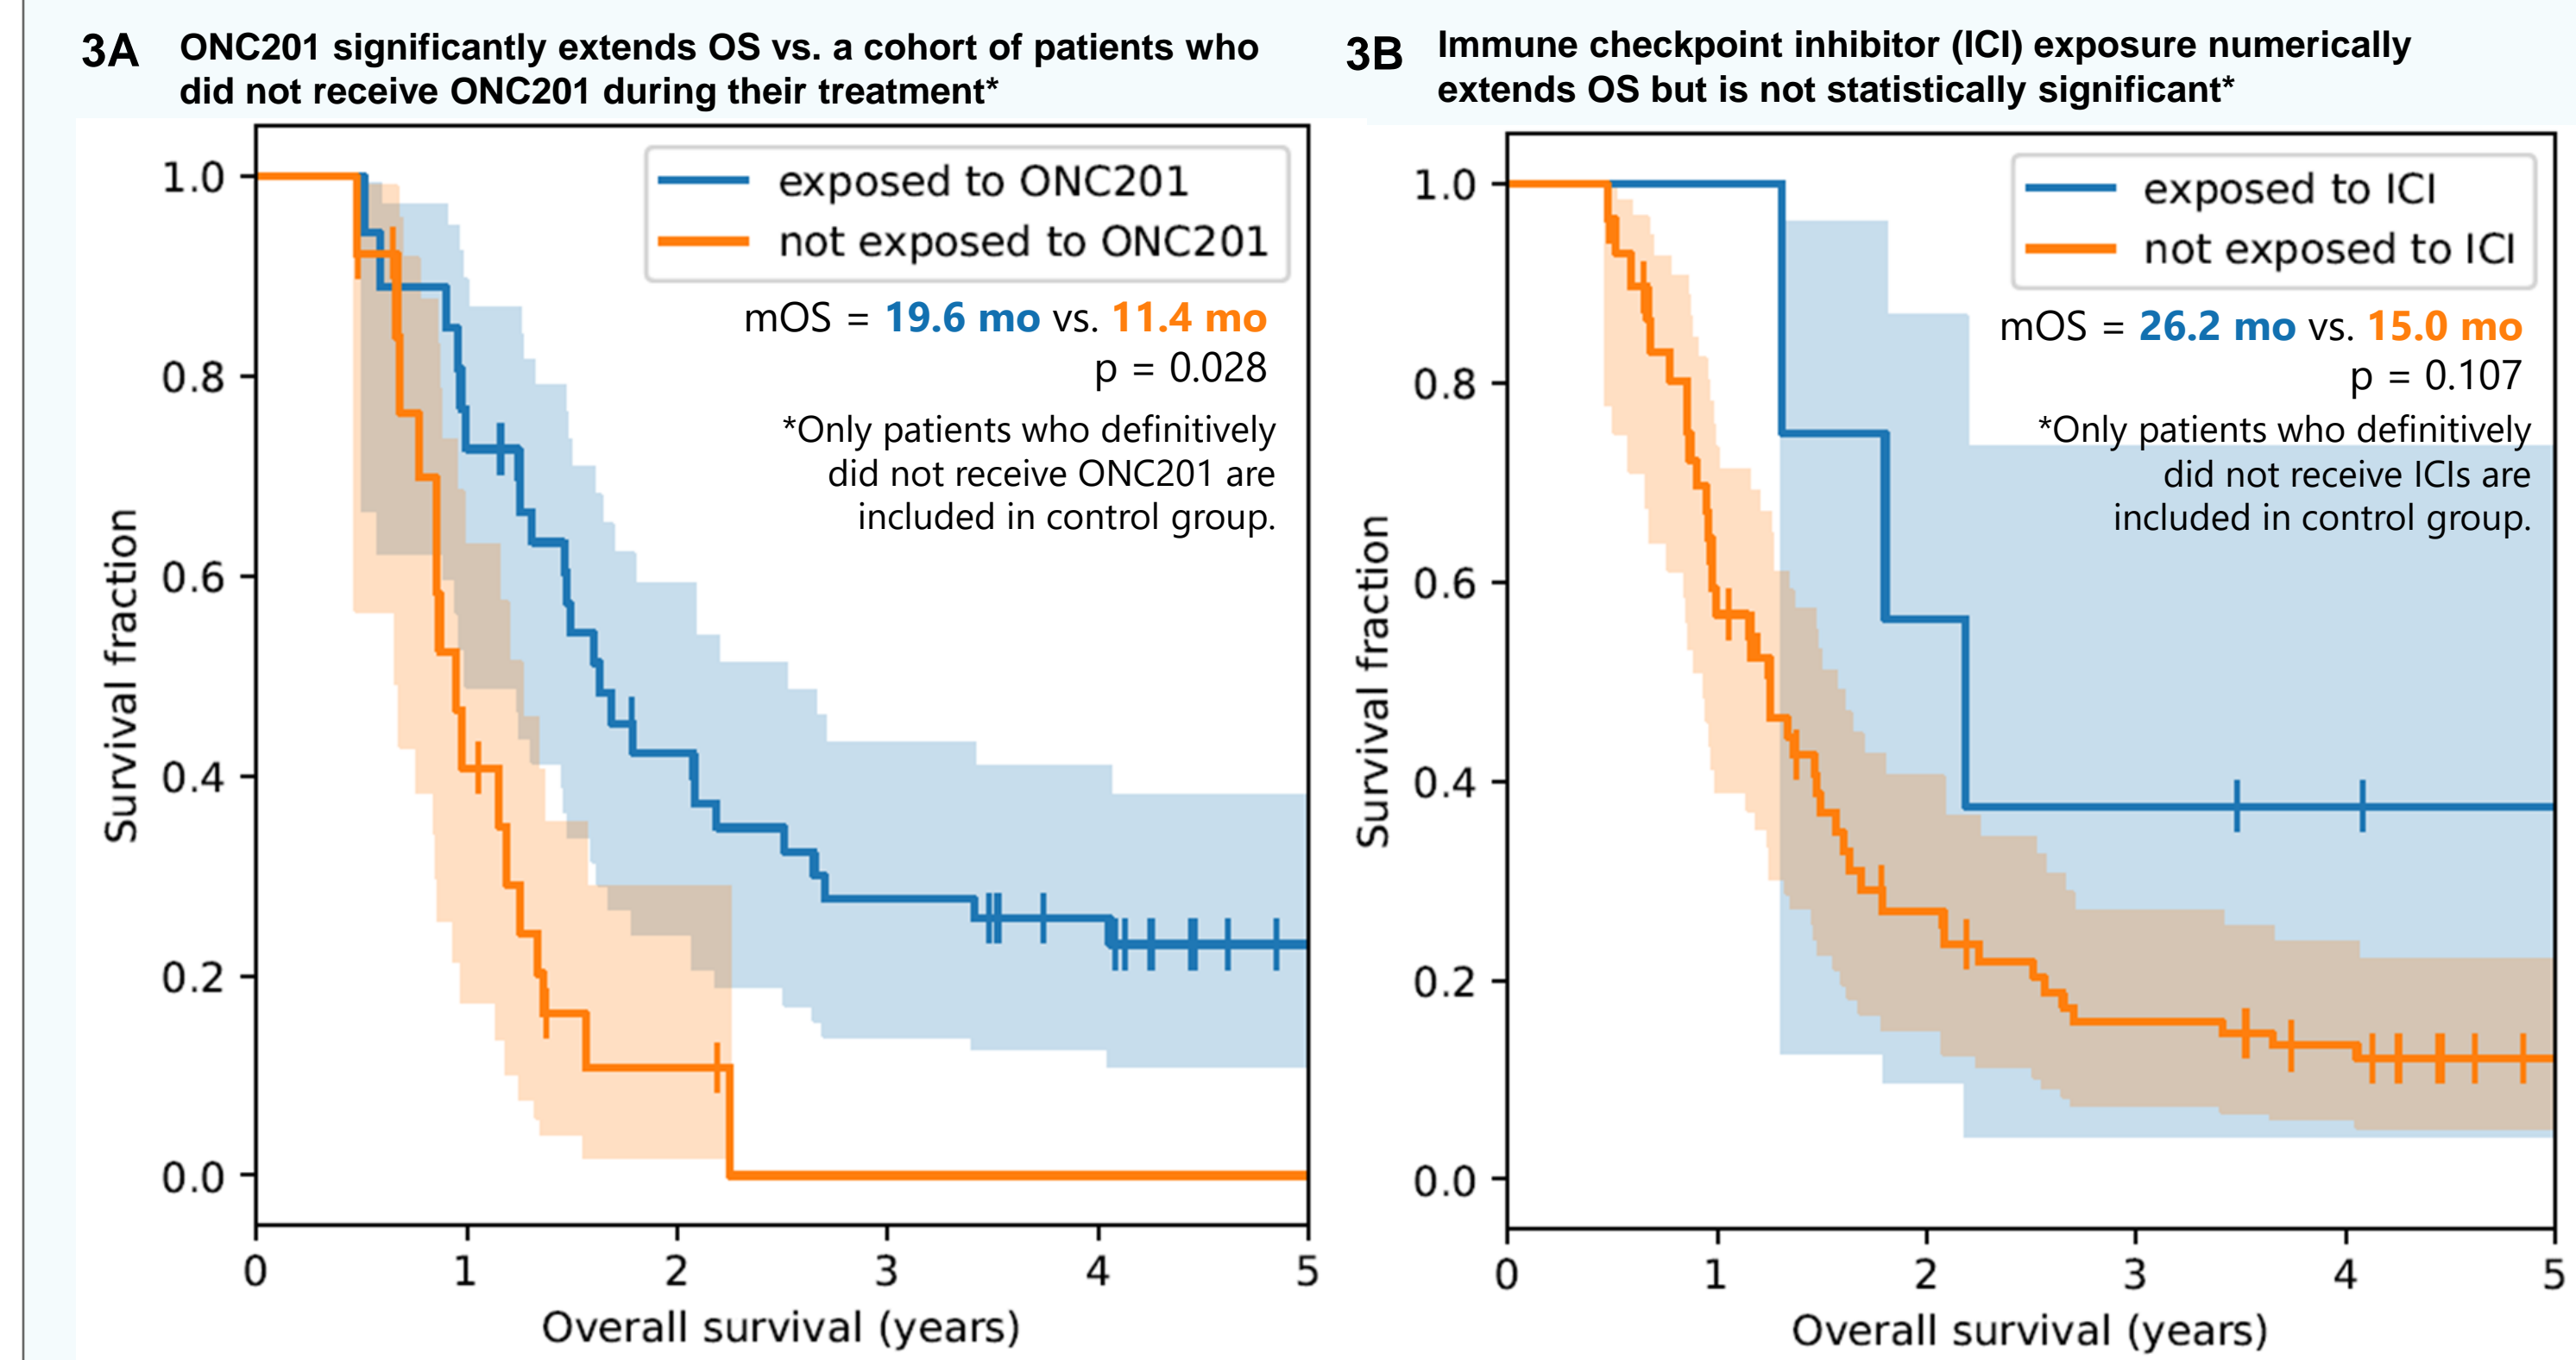 3A
ONC201 significantly extends OS vs. a cohort of patients who
did not receive ONC201 during their treatment*
1.0
0.8
0.6
0.4
0.2
0.0
Survival fraction
exposed to ONC201
not exposed to ONC201
mOS = 19.6 mo vs. 11.4 mo
p = 0.028
*Only patients who definitively
did not receive ONC201 are
included in control group.
0 1 2 3 4 5
Overall survival (years)
3B
Immune checkpoint inhibitor (ICI) exposure numerically
extends OS but is not statistically significant*
1.0
0.8
0.6
0.4
0.2
0.0
Survival fraction
exposed to ICI
not exposed to ICI
mOS = 26.2 mo vs. 15.0 mo
p = 0.107
*Only patients who definitively
did not receive ICIs are
included in control group.
0 1 2 3 4 5
Overall survival (years)